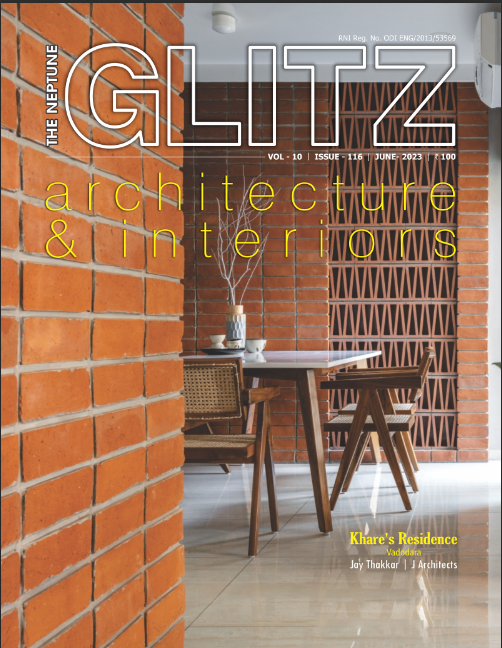 RNI Reg. No. ODI ENG/2013/53569
THE NEPTUNE
GLITZ
VOL - 10 | ISSUE - 116 | JUNE- 2023 | ₹ 100
architecture
& interiors
Khare's Residence
Vadodara
Jay Thakkar | J Architects